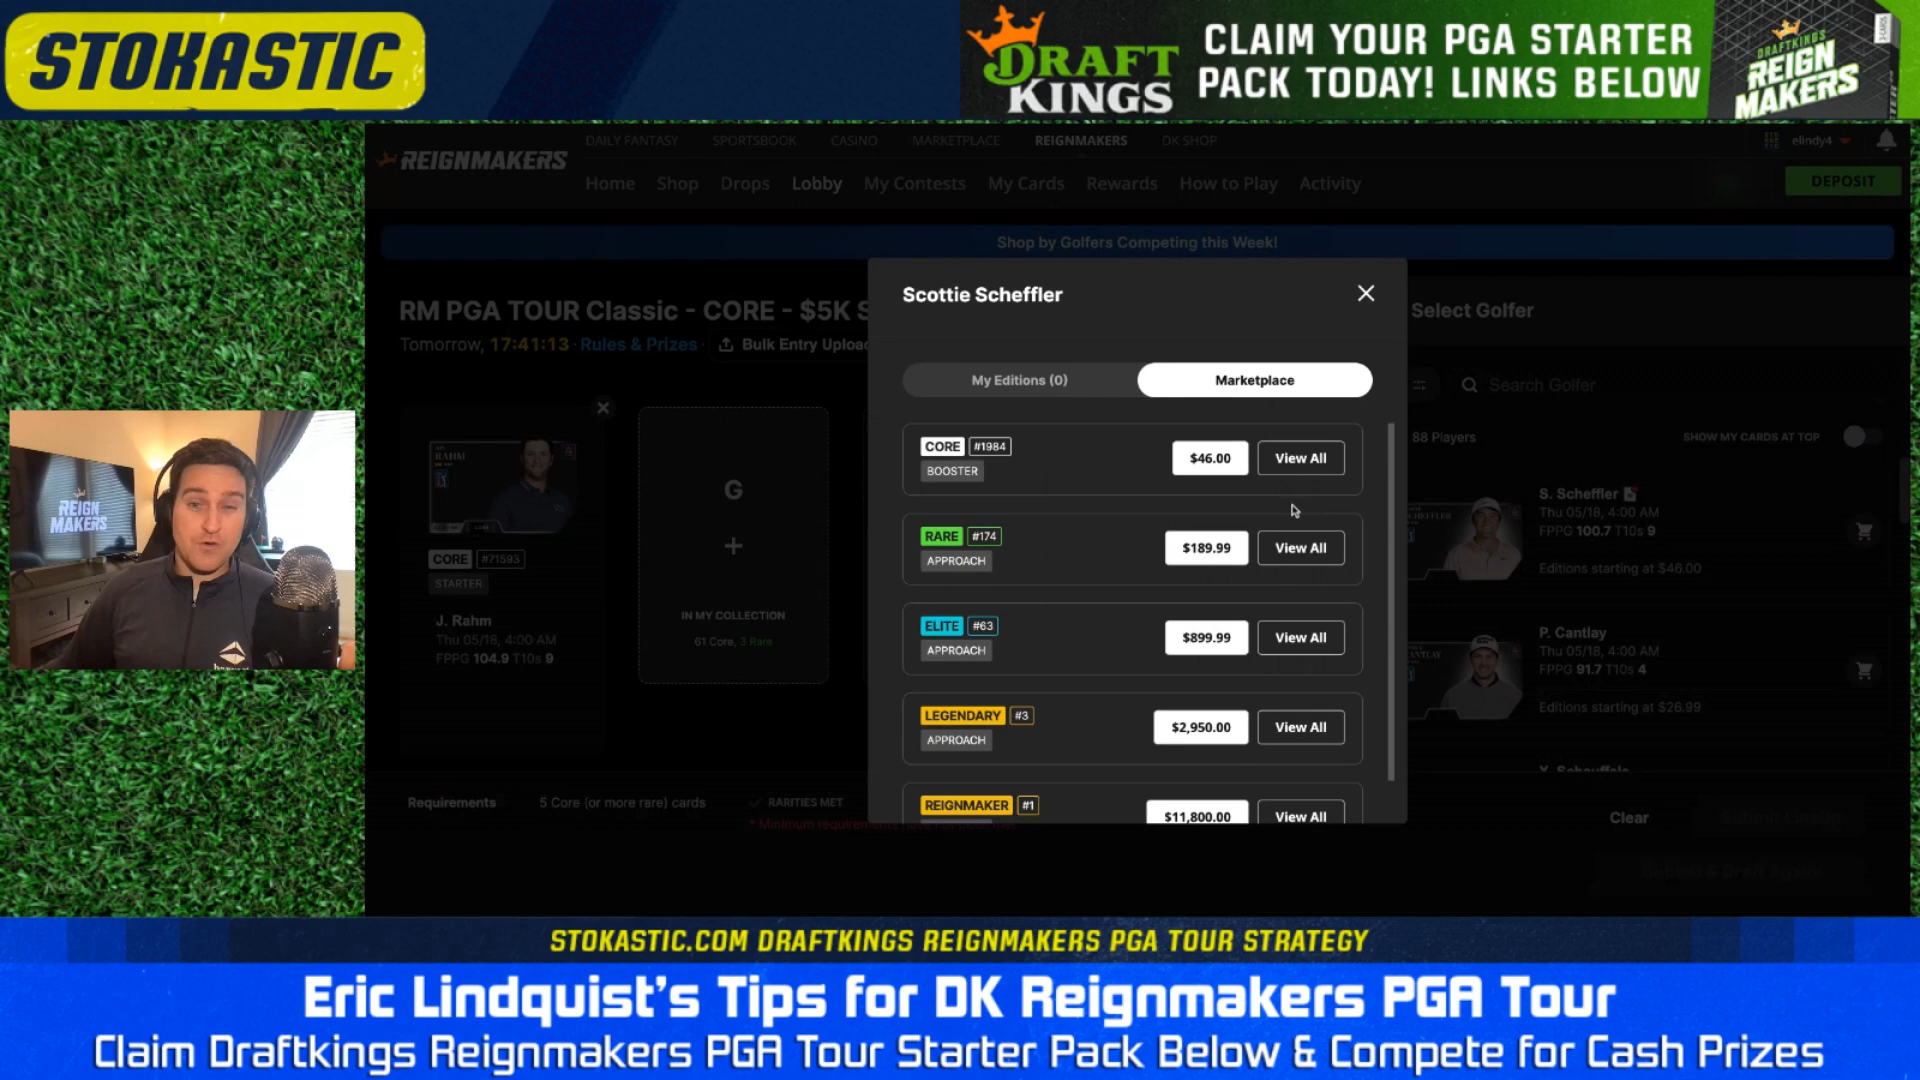 STOKASTIC
DRAFT
KINGS
CLAIM YOUR PGA STARTER
PACK TODAY! LINKS BELOW
DRAFTKINGS
REIGN
MAKERS
DAILY FANTASY SPORTSBOOK CASINO MARKETPLACE REIGNMAKERS DK SHOP
elindy4
REIGNMAKERS
Home Shop Drops Lobby My Contests My Cards Rewards How to Play Activity
DEPOSIT
Shop by Golfers Competing this Week!
RM PGA TOUR Classic - CORE - $5K S
Tomorrow, 17:41:13 · Rules & Prizes · Bulk Entry Upload
Scottie Scheffler
My Editions (0)
Marketplace
CORE #1984
BOOSTER
$46.00
View All
RARE #174
APPROACH
$189.99
View All
ELITE #63
APPROACH
$899.99
View All
LEGENDARY #3
APPROACH
$2,950.00
View All
REIGNMAKER #1
$11,800.00
View All
RAHM
CORE #71593
STARTER
J. Rahm
Thu 05/18, 4:00 AM
FPPG 104.9 T10s 9
G
+
IN MY COLLECTION
61 Core, 3 Rare
Requirements
5 Core (or more rare) cards
RARITIES MET
* Minimum requirements
Select Golfer
Search Golfer
88 Players
SHOW MY CARDS AT TOP
S. Scheffler
Thu 05/18, 4:00 AM
FPPG 100.7 T10s 9
Editions starting at $46.00
P. Cantlay
Thu 05/18, 4:00 AM
FPPG 91.7 T10s 4
Editions starting at $26.99
X. Schauffele
Clear
REIGN
MAKERS
STOKASTIC.COM DRAFTKINGS REIGNMAKERS PGA TOUR STRATEGY
Eric Lindquist's Tips for DK Reignmakers PGA Tour
Claim Draftkings Reignmakers PGA Tour Starter Pack Below & Compete for Cash Prizes